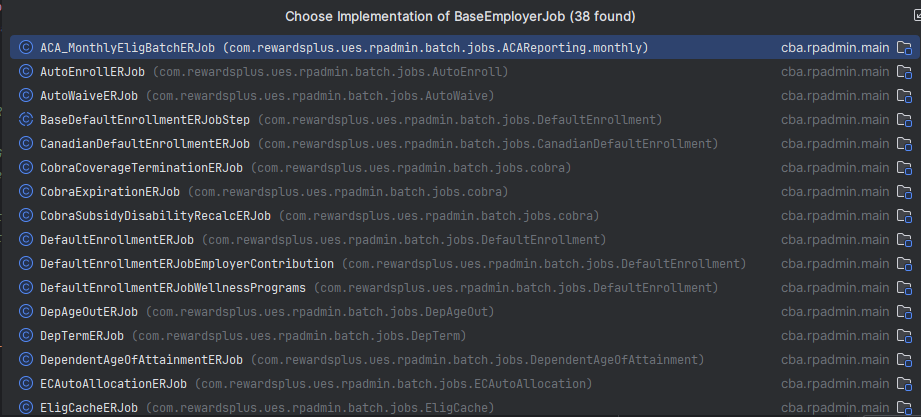 Choose Implementation of BaseEmployerJob (38 found)
ACA_MonthlyEligBatchERJob (com.rewardsplus.ues.rpadmin.batch.jobs.ACAReporting.monthly) cba.rpadmin.main
AutoEnrollERJob (com.rewardsplus.ues.rpadmin.batch.jobs.AutoEnroll) cba.rpadmin.main
AutoWaiveERJob (com.rewardsplus.ues.rpadmin.batch.jobs.AutoWaive) cba.rpadmin.main
BaseDefaultEnrollmentERJobStep (com.rewardsplus.ues.rpadmin.batch.jobs.DefaultEnrollment) cba.rpadmin.main
CanadianDefaultEnrollmentERJob (com.rewardsplus.ues.rpadmin.batch.jobs.CanadianDefaultEnrollment) cba.rpadmin.main
CobraCoverageTerminationERJob (com.rewardsplus.ues.rpadmin.batch.jobs.cobra) cba.rpadmin.main
CobraExpirationERJob (com.rewardsplus.ues.rpadmin.batch.jobs.cobra) cba.rpadmin.main
CobraSubsidyDisabilityRecalcERJob (com.rewardsplus.ues.rpadmin.batch.jobs.cobra) cba.rpadmin.main
DefaultEnrollmentERJob (com.rewardsplus.ues.rpadmin.batch.jobs.DefaultEnrollment) cba.rpadmin.main
DefaultEnrollmentERJobEmployerContribution (com.rewardsplus.ues.rpadmin.batch.jobs.DefaultEnrollment) cba.rpadmin.main
DefaultEnrollmentERJobWellnessPrograms (com.rewardsplus.ues.rpadmin.batch.jobs.DefaultEnrollment) cba.rpadmin.main
DepAgeOutERJob (com.rewardsplus.ues.rpadmin.batch.jobs.DepAgeOut) cba.rpadmin.main
DepTermERJob (com.rewardsplus.ues.rpadmin.batch.jobs.DepTerm) cba.rpadmin.main
DependentAgeOfAttainmentERJob (com.rewardsplus.ues.rpadmin.batch.jobs.DependentAgeOfAttainment) cba.rpadmin.main
ECAutoAllocationERJob (com.rewardsplus.ues.rpadmin.batch.jobs.ECAutoAllocation) cba.rpadmin.main
EligCacheERJob (com.rewardsplus.ues.rpadmin.batch.jobs.EligCache) cba.rpadmin.main